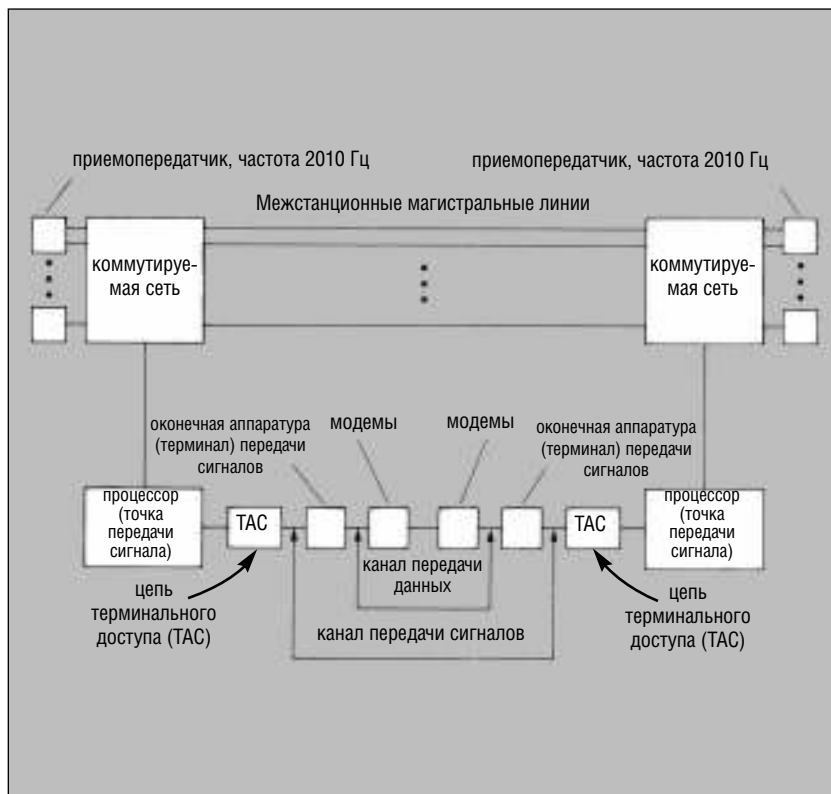 приемопередатчик, частота 2010 Гц
приемопередатчик, частота 2010 Гц
Межстанционные магистральные линии
коммутируе-
мая сеть
коммутируе-
мая сеть
оконечная аппаратура
(терминал) передачи
сигналов
модемы
модемы
оконечная аппаратура
(терминал) передачи
сигналов
процессор
(точка
передачи
сигнала)
TAC
TAC
процессор
(точка
передачи
сигнала)
канал передачи
данных
цепь
терминального
доступа (TAC)
канал передачи сигналов
цепь
терминального
доступа (TAC)